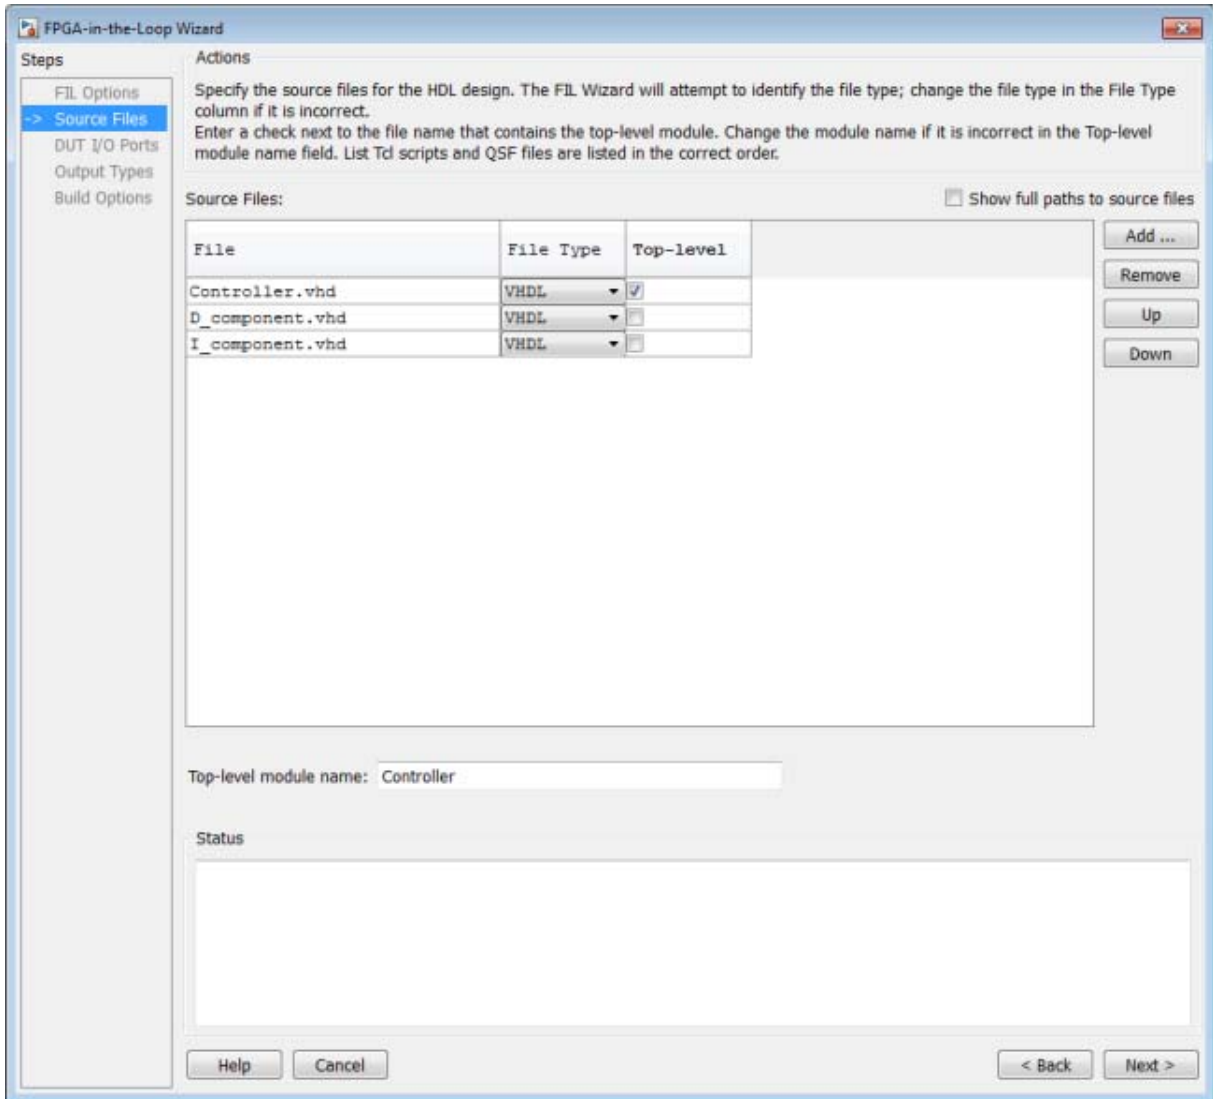 FPGA-in-the-Loop Wizard
Steps
FIL Options
-> Source Files
DUT I/O Ports
Output Types
Build Options
Actions
Specify the source files for the HDL design. The FIL Wizard will attempt to identify the file type; change the file type in the File Type
column if it is incorrect.
Enter a check next to the file name that contains the top-level module. Change the module name if it is incorrect in the Top-level
module name field. List Tcl scripts and QSF files are listed in the correct order.
Source Files:
Show full paths to source files
File File Type Top-level
Controller.vhd VHDL
D_component.vhd VHDL
I_component.vhd VHDL
Add ...
Remove
Up
Down
Top-level module name: Controller
Status
Help Cancel < Back Next >